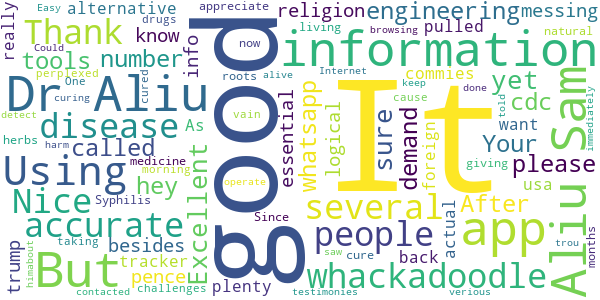 Easy alternative religion engineering messing
appreciate
really drugs living pulled
Thank know info number browsing natural
tools Could now Internet
perplexed One roots alive information keep done
Dr Aliu curing cured yet cdc told
detect As vain whatsapp logical demand sure cause want Sam
disease called essential Your
herbs harm medicine hey good It foreign commies please immediately
Using Excellent operate usa giving
Nice Syphilis morning several After
accurate Since people actual app
besides taking saw cure back months
trump But tracker pence testimonies whackadoodle Aliu
himabout contacted challenges plenty verious trou